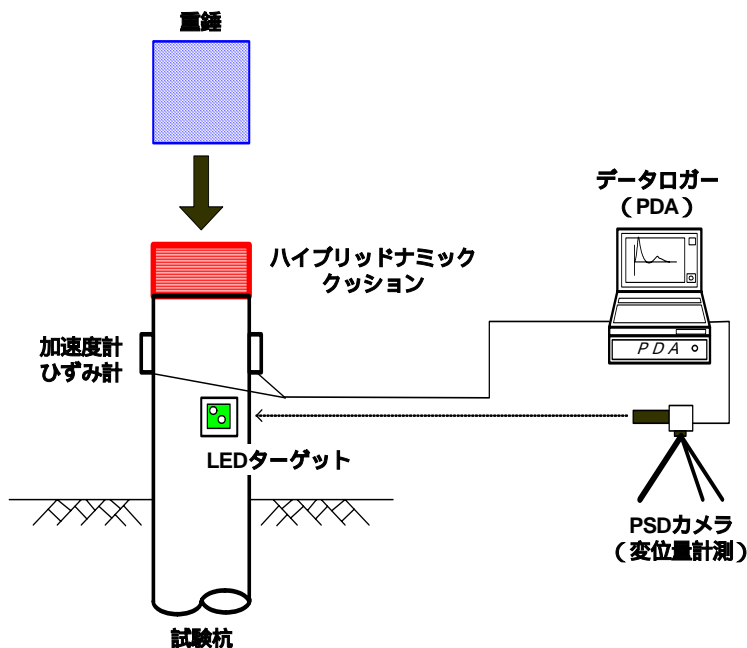 重錘
データロガー
（PDA）
ハイブリッドナミック
クッション
加速度計
ひずみ計
PDA
LEDターゲット
PSDカメラ
（変位量計測）
試験杭